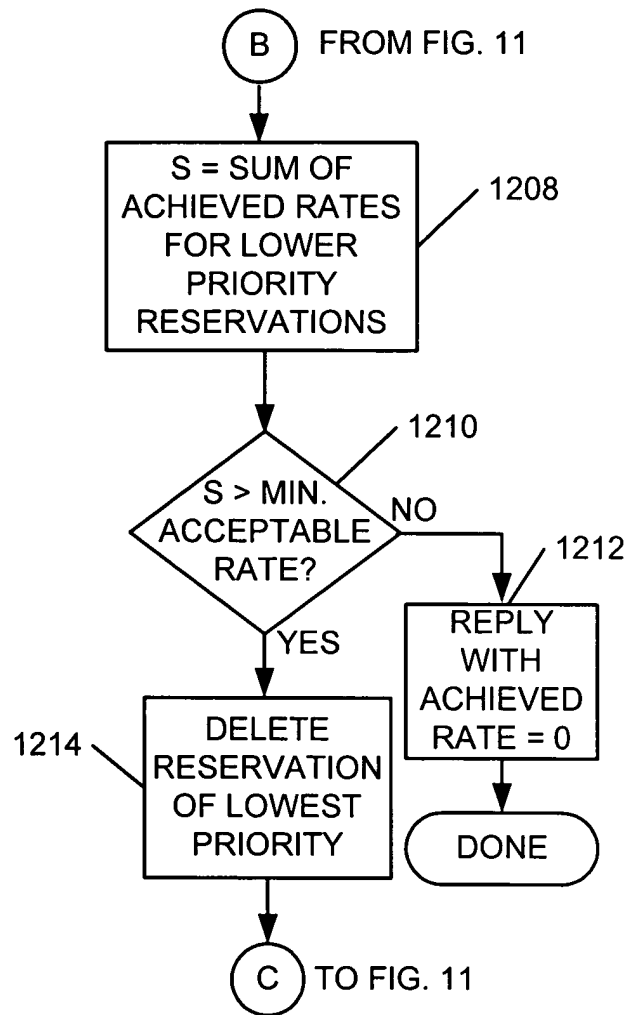 B FROM FIG. 11
S = SUM OF
ACHIEVED RATES
FOR LOWER
PRIORITY
RESERVATIONS
1208
1210
S > MIN.
ACCEPTABLE
RATE?
NO
1212
YES
REPLY
WITH
ACHIEVED
RATE = 0
1214
DELETE
RESERVATION
OF LOWEST
PRIORITY
DONE
C TO FIG. 11